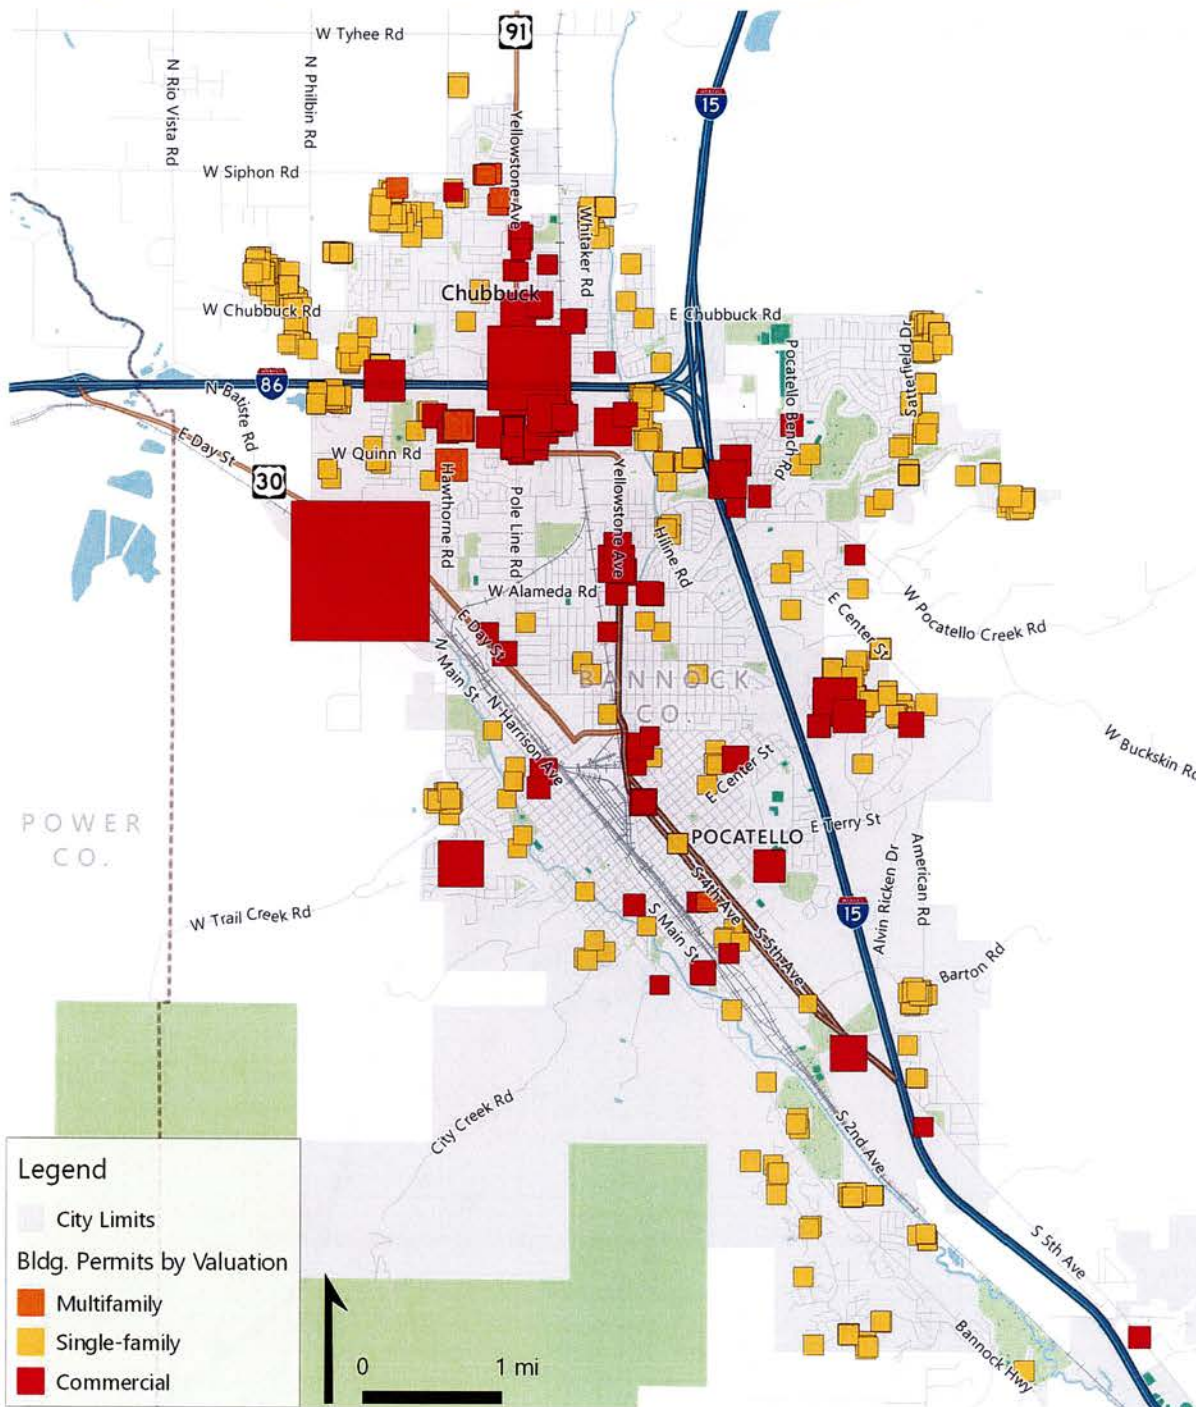 W Tyhee Rd
91
N Rio Vista Rd
N Philbin Rd
Yellowstone Ave
15
W Siphon Rd
Whitaker Rd
Chubbuck
W Chubbuck Rd
E Chubbuck Rd
Satterfield Dr
Pocatello Bench Rd
86
N Batiste Rd
E Day St
W Quinn Rd
30
Hawthorne Rd
Pole Line Rd
Yellowstone Ave
Hiline Rd
W Alameda Rd
E Center St
W Pocatello Creek Rd
E Day St
N Main St
N Harrison Ave
BANNOCK
CO
W Buckskin Rd
E Center St
POWER
CO.
POCATELLO
E Terry St
S 4th Ave
Alvin Ricken Dr
American Rd
15
W Trail Creek Rd
S Main St
S 5th Ave
Barton Rd
City Creek Rd
S 2nd Ave
S 5th Ave
Bannock Hwy
Legend
City Limits
Bldg. Permits by Valuation
Multifamily
Single-family
Commercial
0 1 mi